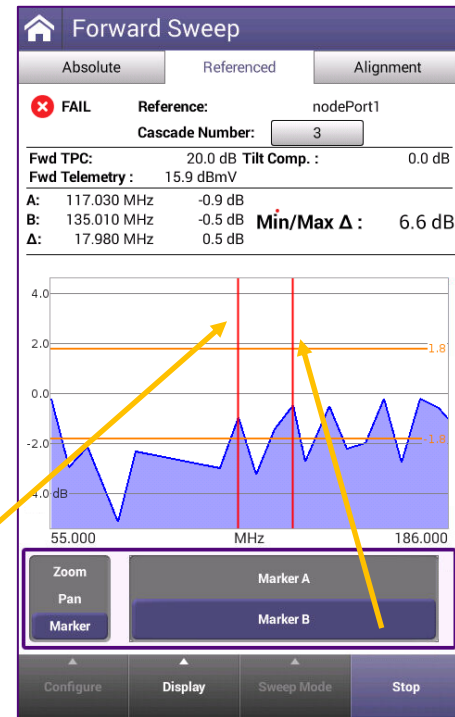 Forward Sweep
Absolute Referenced Alignment
FAIL Reference: nodePort1
Cascade Number: 3
Fwd TPC: 20.0 dB Tilt Comp. : 0.0 dB
Fwd Telemetry : 15.9 dBmV
A: 117.030 MHz -0.9 dB
B: 135.010 MHz -0.5 dB Min/Max Δ : 6.6 dB
Δ: 17.980 MHz 0.5 dB
4.0
2.0
1.8
0.0
-2.0
-1.8
4.0 dB
55.000 MHz 186.000
Zoom
Pan
Marker
Marker A
Marker B
Configure Display Sweep Mode Stop